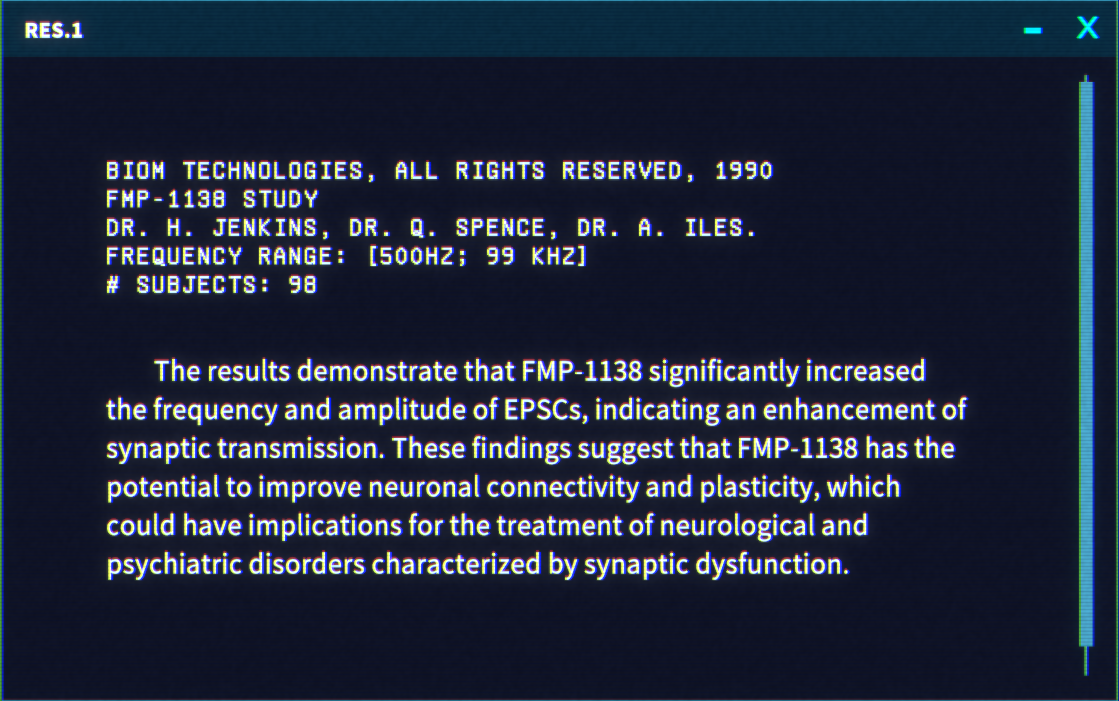 RES.1
BIOM TECHNOLOGIES, ALL RIGHTS RESERVED, 1990
FMP-1138 STUDY
DR. H. JENKINS, DR. Q. SPENCE, DR. A. ILES.
FREQUENCY RANGE: [500HZ; 99 KHZ]
# SUBJECTS: 98
The results demonstrate that FMP-1138 significantly increased
the frequency and amplitude of EPSCs, indicating an enhancement of
synaptic transmission. These findings suggest that FMP-1138 has the
potential to improve neuronal connectivity and plasticity, which
could have implications for the treatment of neurological and
psychiatric disorders characterized by synaptic dysfunction.